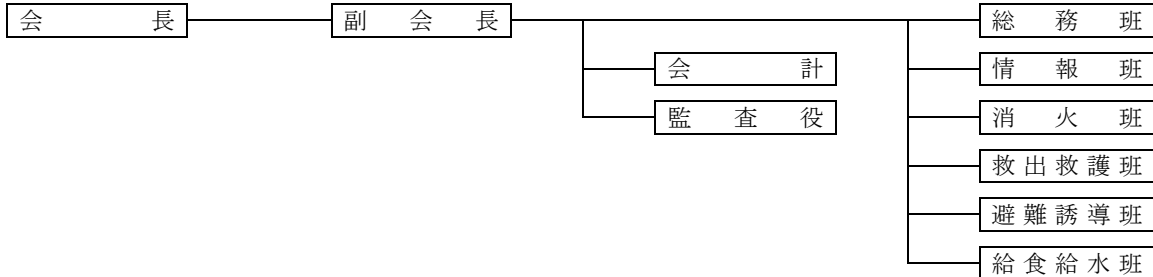 会長 副会長 総務班
会計 情報班
監査役 消火班
救出救護班
避難誘導班
給食給水班